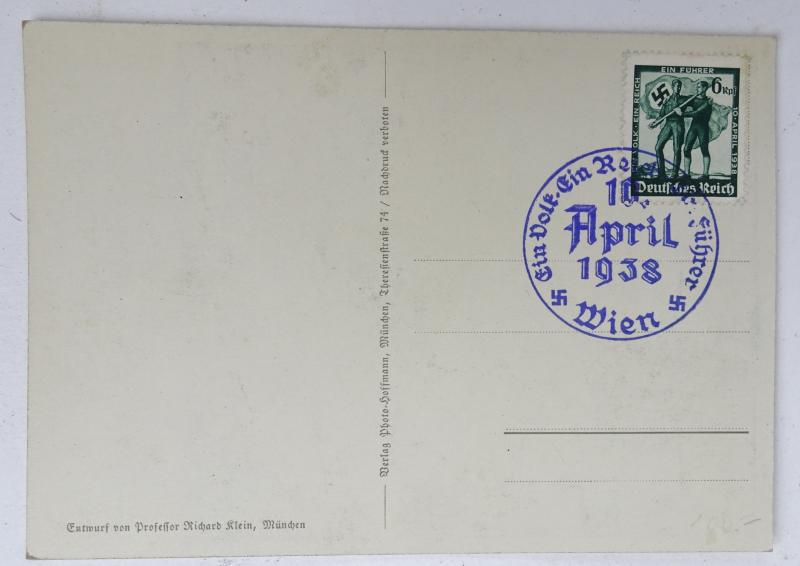 EIN VOLK · EIN REICH
EIN FÜHRER
10. APRIL 1938
6 Rpf
Deutsches Reich
Ein Volk. Ein Führer
10.
April
1938
Wien
Verlag Photo-Hoffmann, München, Theresienstraße 74 / Nachdruck verboten
Entwurf von Professor Richard Klein, München